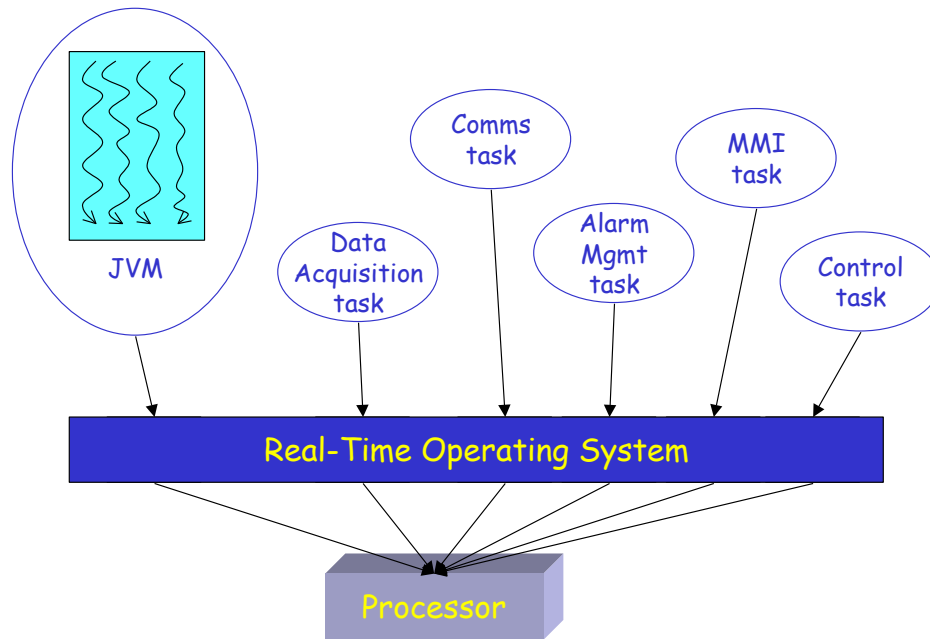 JVM
Data
Acquisition
task
Comms
task
Alarm
Mgmt
task
MMI
task
Control
task
Real-Time Operating System
Processor